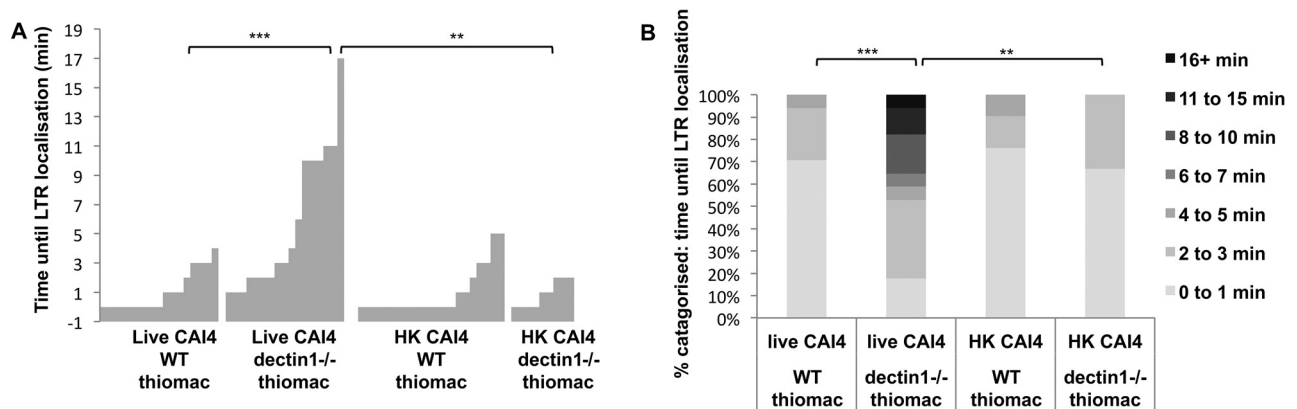 A
Time until LTR localisation (min)
19
17
15
13
11
9
7
5
3
1
-1
***
**
Live CAI4
WT
thiomac
Live CAI4
dectin1-/-
thiomac
HK CAI4
WT
thiomac
HK CAI4
dectin1-/-
thiomac
B
% catagorised: time until LTR localisation
100%
90%
80%
70%
60%
50%
40%
30%
20%
10%
0%
***
**
live CAI4
WT
thiomac
live CAI4
dectin1-/-
thiomac
HK CAI4
WT
thiomac
HK CAI4
dectin1-/-
thiomac
16+ min
11 to 15 min
8 to 10 min
6 to 7 min
4 to 5 min
2 to 3 min
0 to 1 min